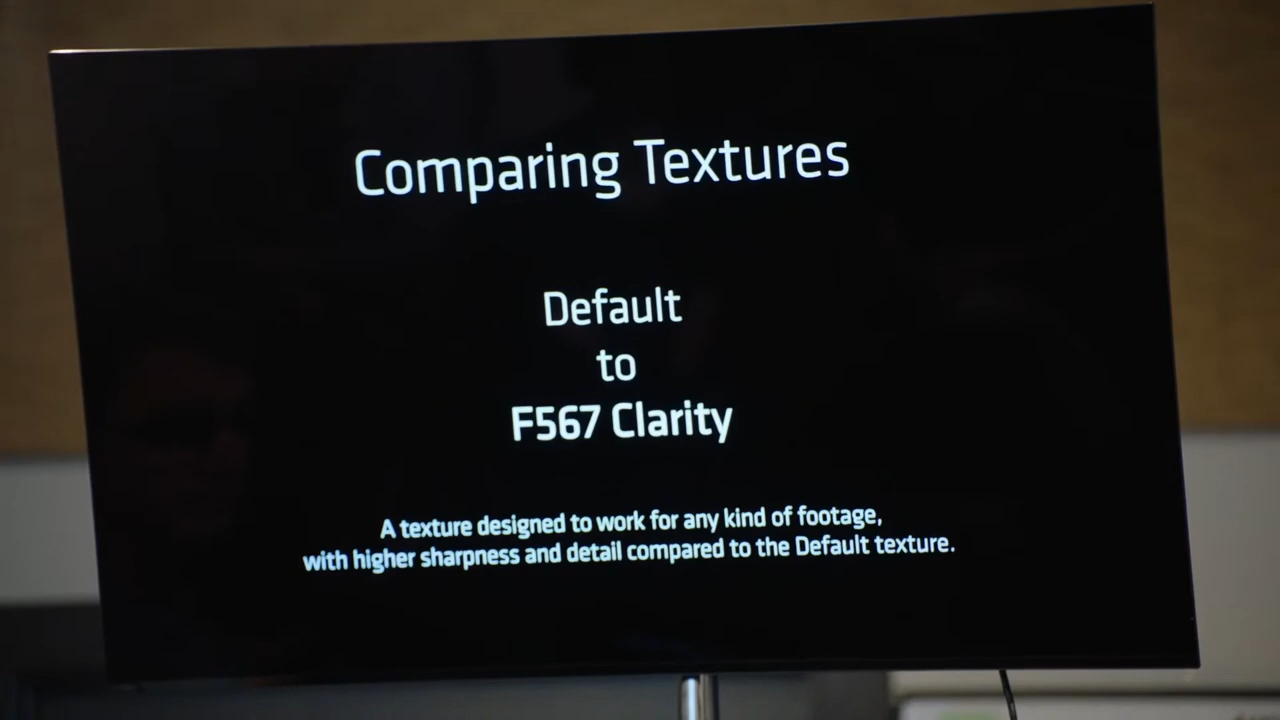 Comparing Textures
Default
to
F567 Clarity
A texture designed to work for any kind of footage,
with higher sharpness and detail compared to the Default texture.